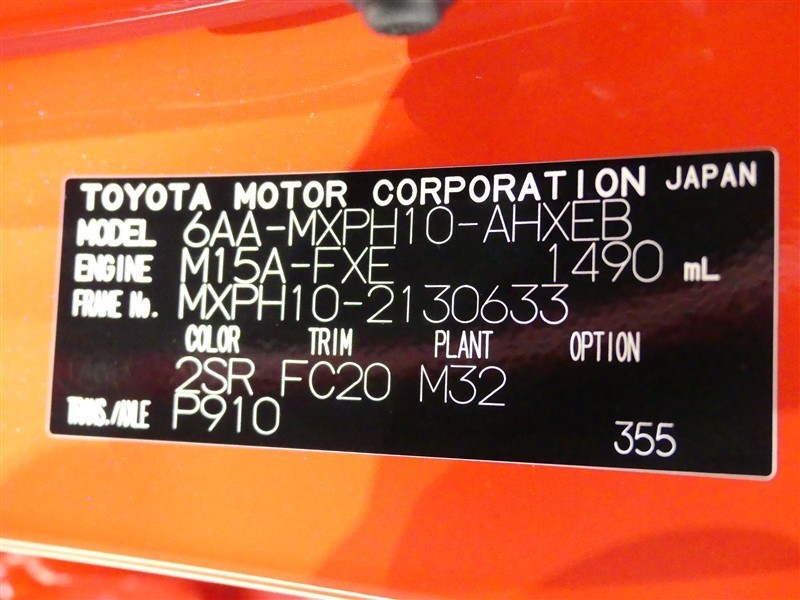 TOYOTA MOTOR CORPORATION JAPAN
MODEL 6AA-MXPH10-AHXEB
ENGINE M15A-FXE 1490 mL
FRAME No. MXPH10-2130633
COLOR TRIM PLANT OPTION
2SR FC20 M32
TRANS./AXLE P910
355